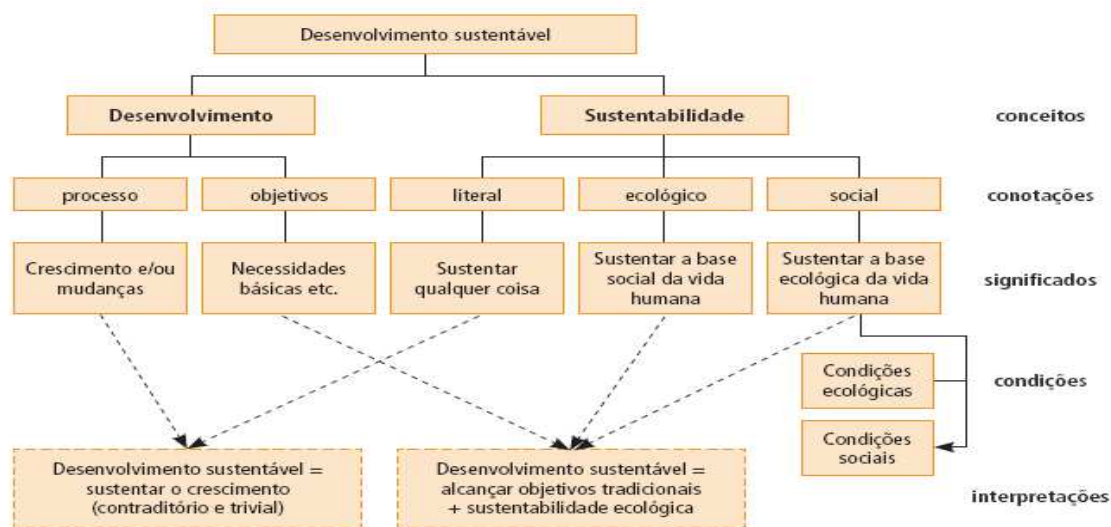 Desenvolvimento sustentável
Desenvolvimento
Sustentabilidade
conceitos
processo
objetivos
literal
ecológico
social
conotações
Crescimento e/ou
mudanças
Necessidades
básicas etc.
Sustentar
qualquer coisa
Sustentar a base
social da vida
humana
Sustentar a base
ecológica da vida
humana
significados
Condições
ecológicas
condições
Condições
sociais
Desenvolvimento sustentável =
sustentar o crescimento
(contraditório e trivial)
Desenvolvimento sustentável =
alcançar objetivos tradicionais
+ sustentabilidade ecológica
interpretações